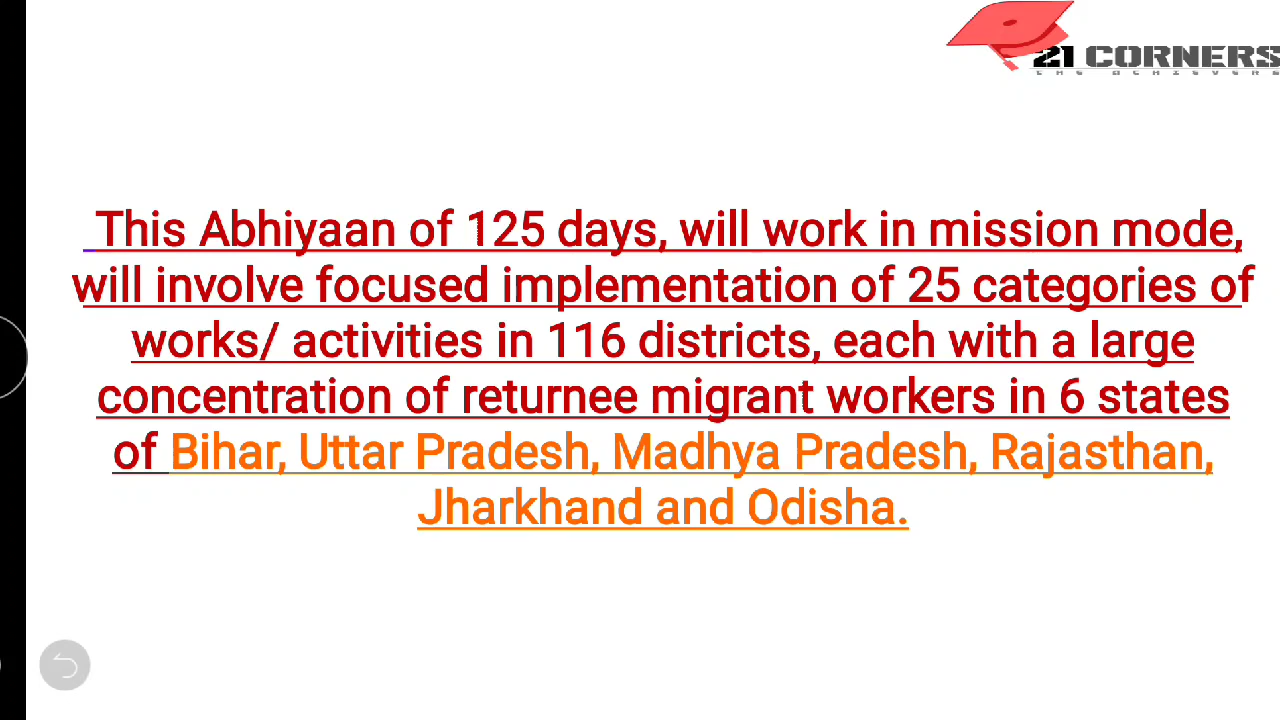 21 CORNERS
THE ACHIEVERS
This Abhiyaan of 125 days, will work in mission mode,
will involve focused implementation of 25 categories of
works/ activities in 116 districts, each with a large
concentration of returnee migrant workers in 6 states
of Bihar, Uttar Pradesh, Madhya Pradesh, Rajasthan,
Jharkhand and Odisha.